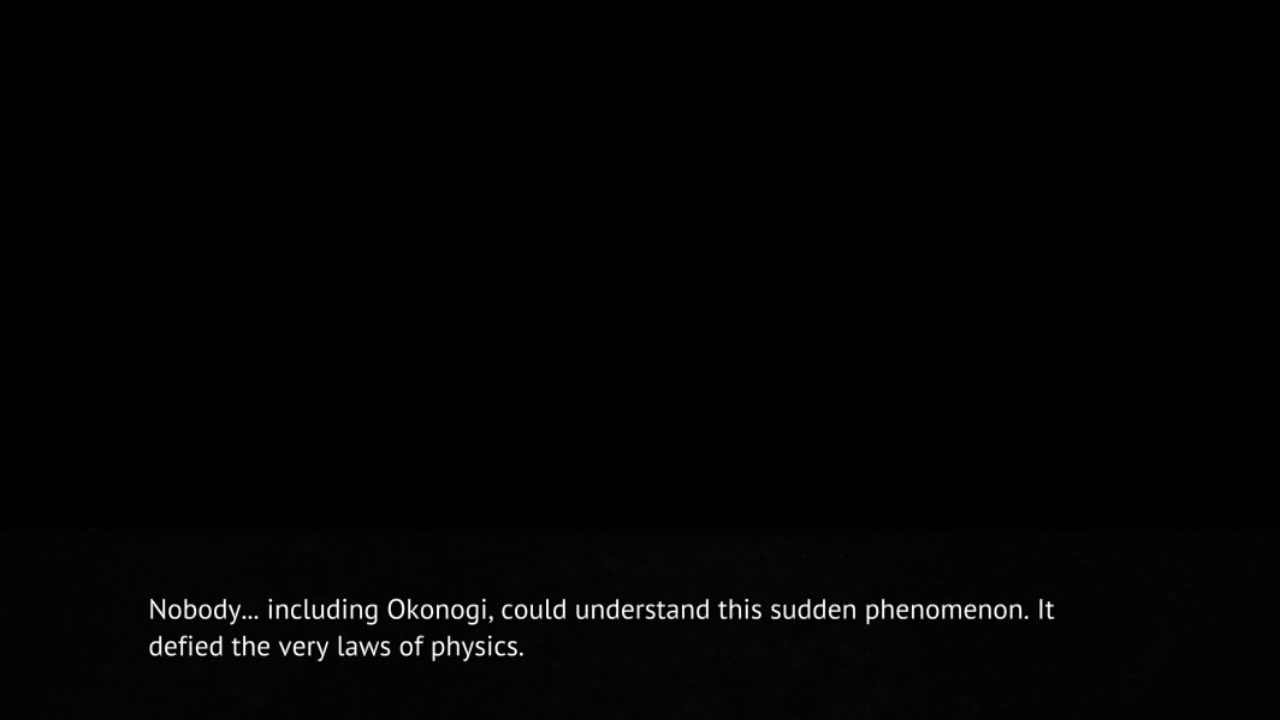 Nobody... including Okonogi, could understand this sudden phenomenon. It
defied the very laws of physics.